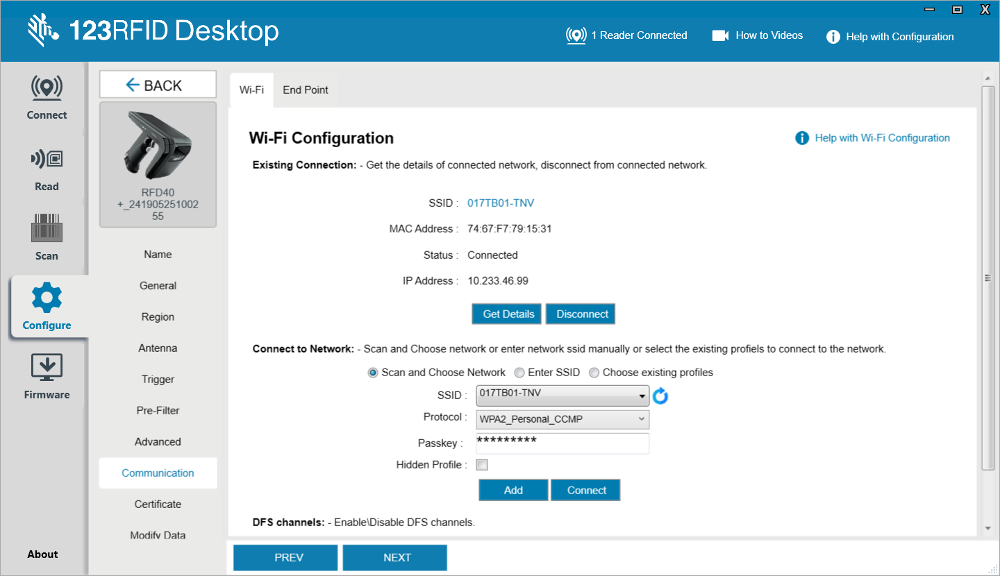 123RFID Desktop
1 Reader Connected
How to Videos
Help with Configuration
X
Connect
Read
Scan
Configure
Firmware
About
BACK
RFD40
+_241905251002
55
Name
General
Region
Antenna
Trigger
Pre-Filter
Advanced
Communication
Certificate
Modify Data
Wi-Fi
End Point
Wi-Fi Configuration
Help with Wi-Fi Configuration
Existing Connection: - Get the details of connected network, disconnect from connected network.
SSID : 017TB01-TNV
MAC Address : 74:67:F7:79:15:31
Status : Connected
IP Address : 10.233.46.99
Get Details Disconnect
Connect to Network: - Scan and Choose network or enter network ssid manually or select the existing profiels to connect to the network.
Scan and Choose Network Enter SSID Choose existing profiles
SSID : 017TB01-TNV
Protocol : WPA2_Personal_CCMP
Passkey : *********
Hidden Profile :
Add Connect
DFS channels: - Enable\Disable DFS channels.
PREV NEXT